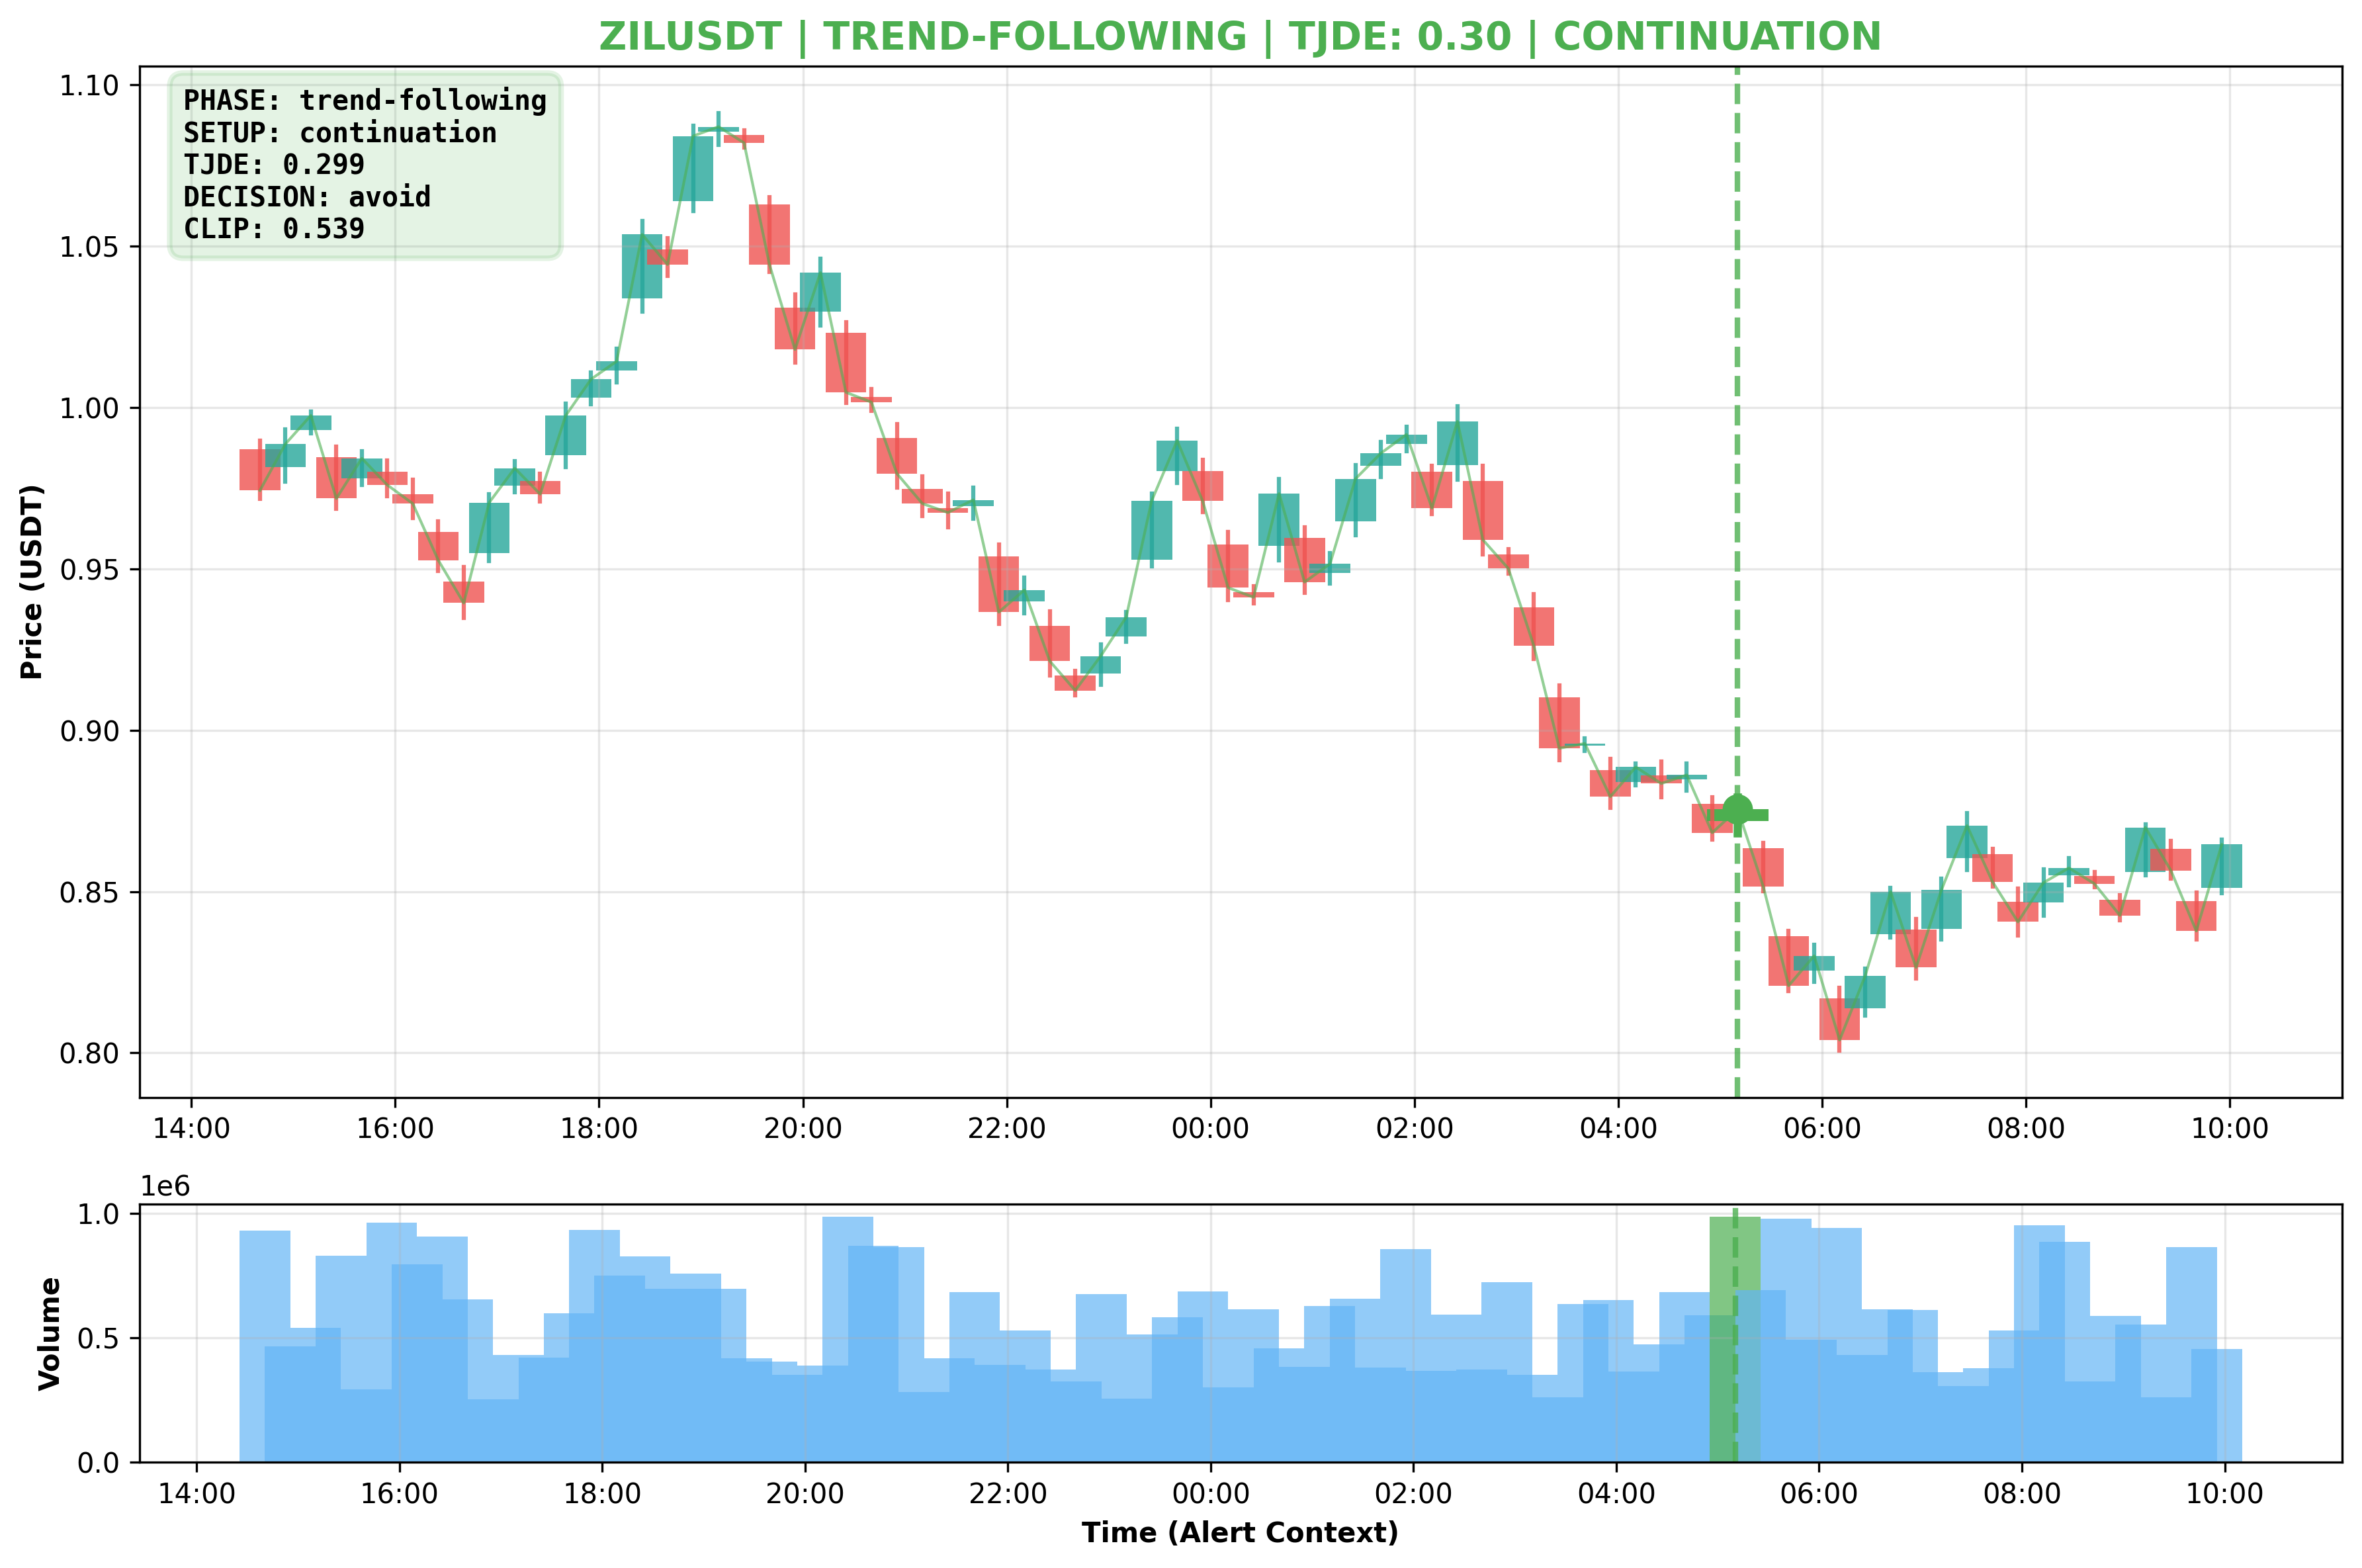 ZILUSDT | TREND-FOLLOWING | TJDE: 0.30 | CONTINUATION
PHASE: trend-following
SETUP: continuation
TJDE: 0.299
DECISION: avoid
CLIP: 0.539
Price (USDT)
1.10
1.05
1.00
0.95
0.90
0.85
0.80
14:00 16:00 18:00 20:00 22:00 00:00 02:00 04:00 06:00 08:00 10:00
1e6
Volume
1.0
0.5
0.0
14:00 16:00 18:00 20:00 22:00 00:00 02:00 04:00 06:00 08:00 10:00
Time (Alert Context)